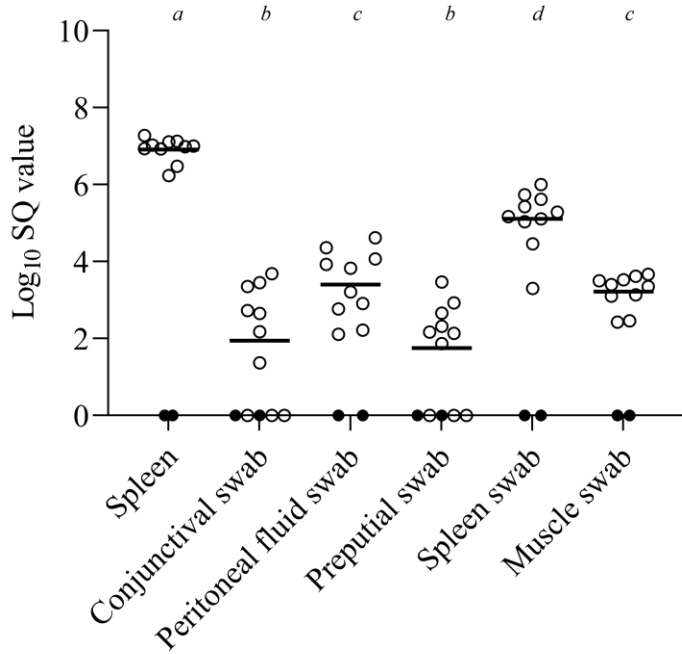 a b c b d c
10
8
6
4
2
0
Log10 SQ value
Spleen
Conjunctival swab
Peritoneal fluid swab
Preputial swab
Spleen swab
Muscle swab